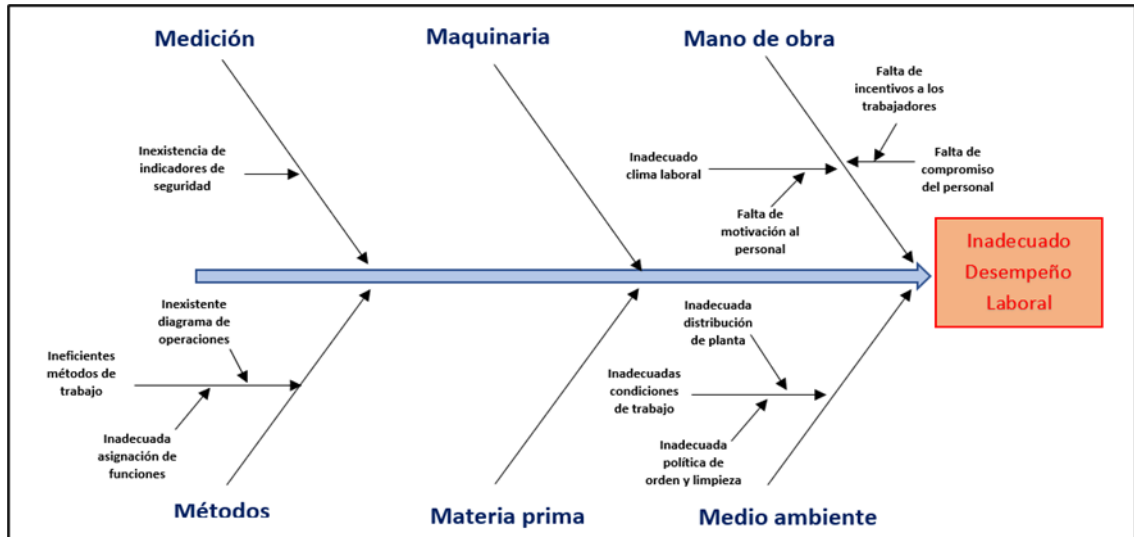 Medición
Maquinaria
Mano de obra
Falta de
incentivos a los
trabajadores
Inexistencia de
indicadores de
seguridad
Inadecuado
clima laboral
Falta de
compromiso
del personal
Falta de
motivación al
personal
Inadecuado
Desempeño
Laboral
Inexistente
diagrama de
operaciones
Inadecuada
distribución
de planta
Ineficientes
métodos de
trabajo
Inadecuadas
condiciones
de trabajo
Inadecuada
asignación de
funciones
Inadecuada
política de
orden y limpieza
Métodos
Materia prima
Medio ambiente